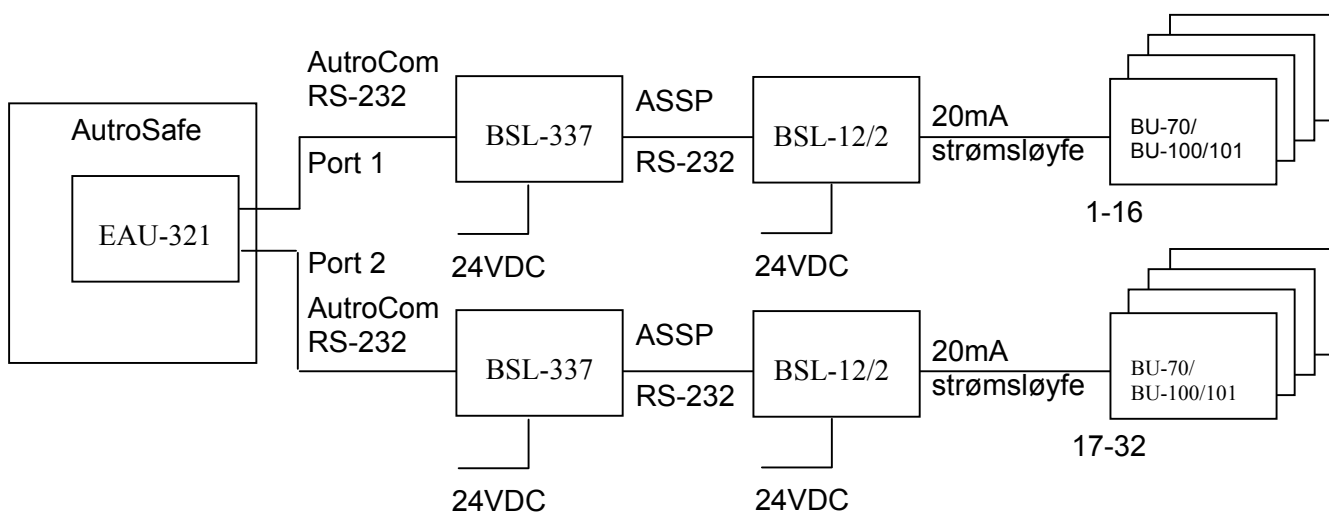 AutroSafe
EAU-321
AutroCom
RS-232
Port 1
BSL-337
24VDC
ASSP
RS-232
BSL-12/2
24VDC
20mA
strømsløyfe
BU-70/
BU-100/101
1-16
Port 2
AutroCom
RS-232
BSL-337
24VDC
ASSP
RS-232
BSL-12/2
24VDC
20mA
strømsløyfe
BU-70/
BU-100/101
17-32